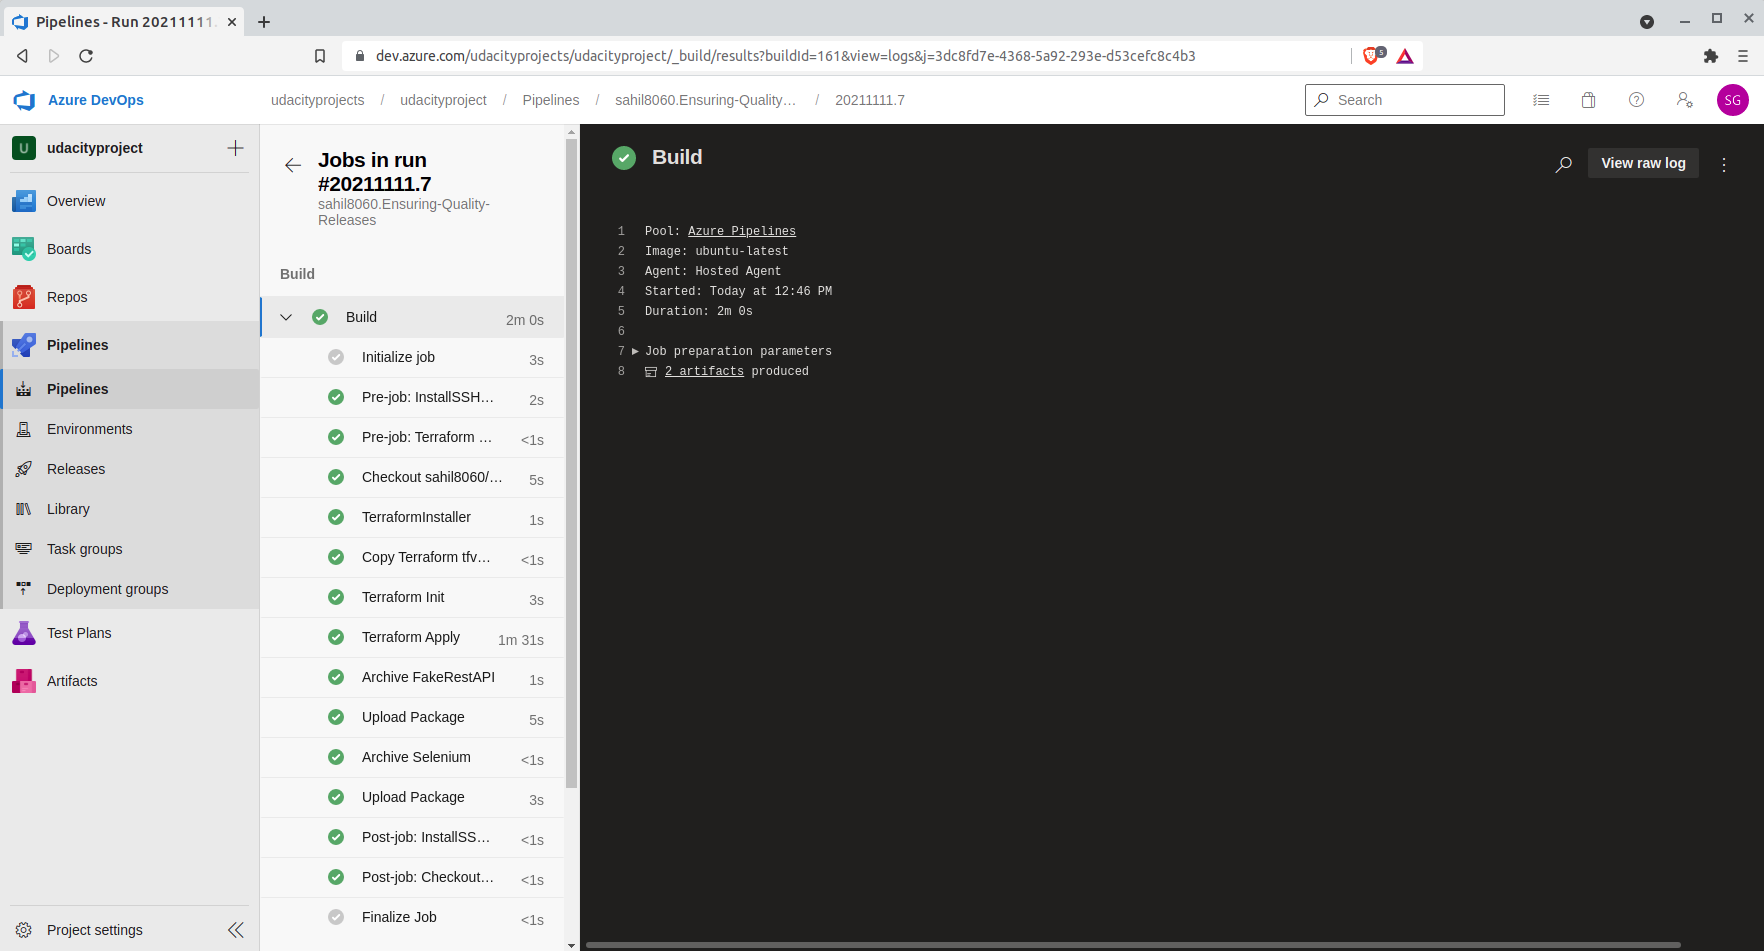 Pipelines - Run 20211111.
dev.azure.com/udacityprojects/udacityproject/_build/results?buildId=161&view=logs&j=3dc8fd7e-4368-5a92-293e-d53cefc8c4b3
5
Azure DevOps
udacityprojects / udacityproject / Pipelines / sahil8060.Ensuring-Quality… / 20211111.7
Search
SG
U udacityproject
Overview
Boards
Repos
Pipelines
Pipelines
Environments
Releases
Library
Task groups
Deployment groups
Test Plans
Artifacts
Project settings
Jobs in run
#20211111.7
sahil8060.Ensuring-Quality-
Releases
Build
Build 2m 0s
Initialize job 3s
Pre-job: InstallSSH… 2s
Pre-job: Terraform … <1s
Checkout sahil8060/… 5s
TerraformInstaller 1s
Copy Terraform tfv… <1s
Terraform Init 3s
Terraform Apply 1m 31s
Archive FakeRestAPI 1s
Upload Package 5s
Archive Selenium <1s
Upload Package 3s
Post-job: InstallSS… <1s
Post-job: Checkout… <1s
Finalize Job <1s
Build
View raw log
1 Pool: Azure Pipelines
2 Image: ubuntu-latest
3 Agent: Hosted Agent
4 Started: Today at 12:46 PM
5 Duration: 2m 0s
6
7 Job preparation parameters
8 2 artifacts produced